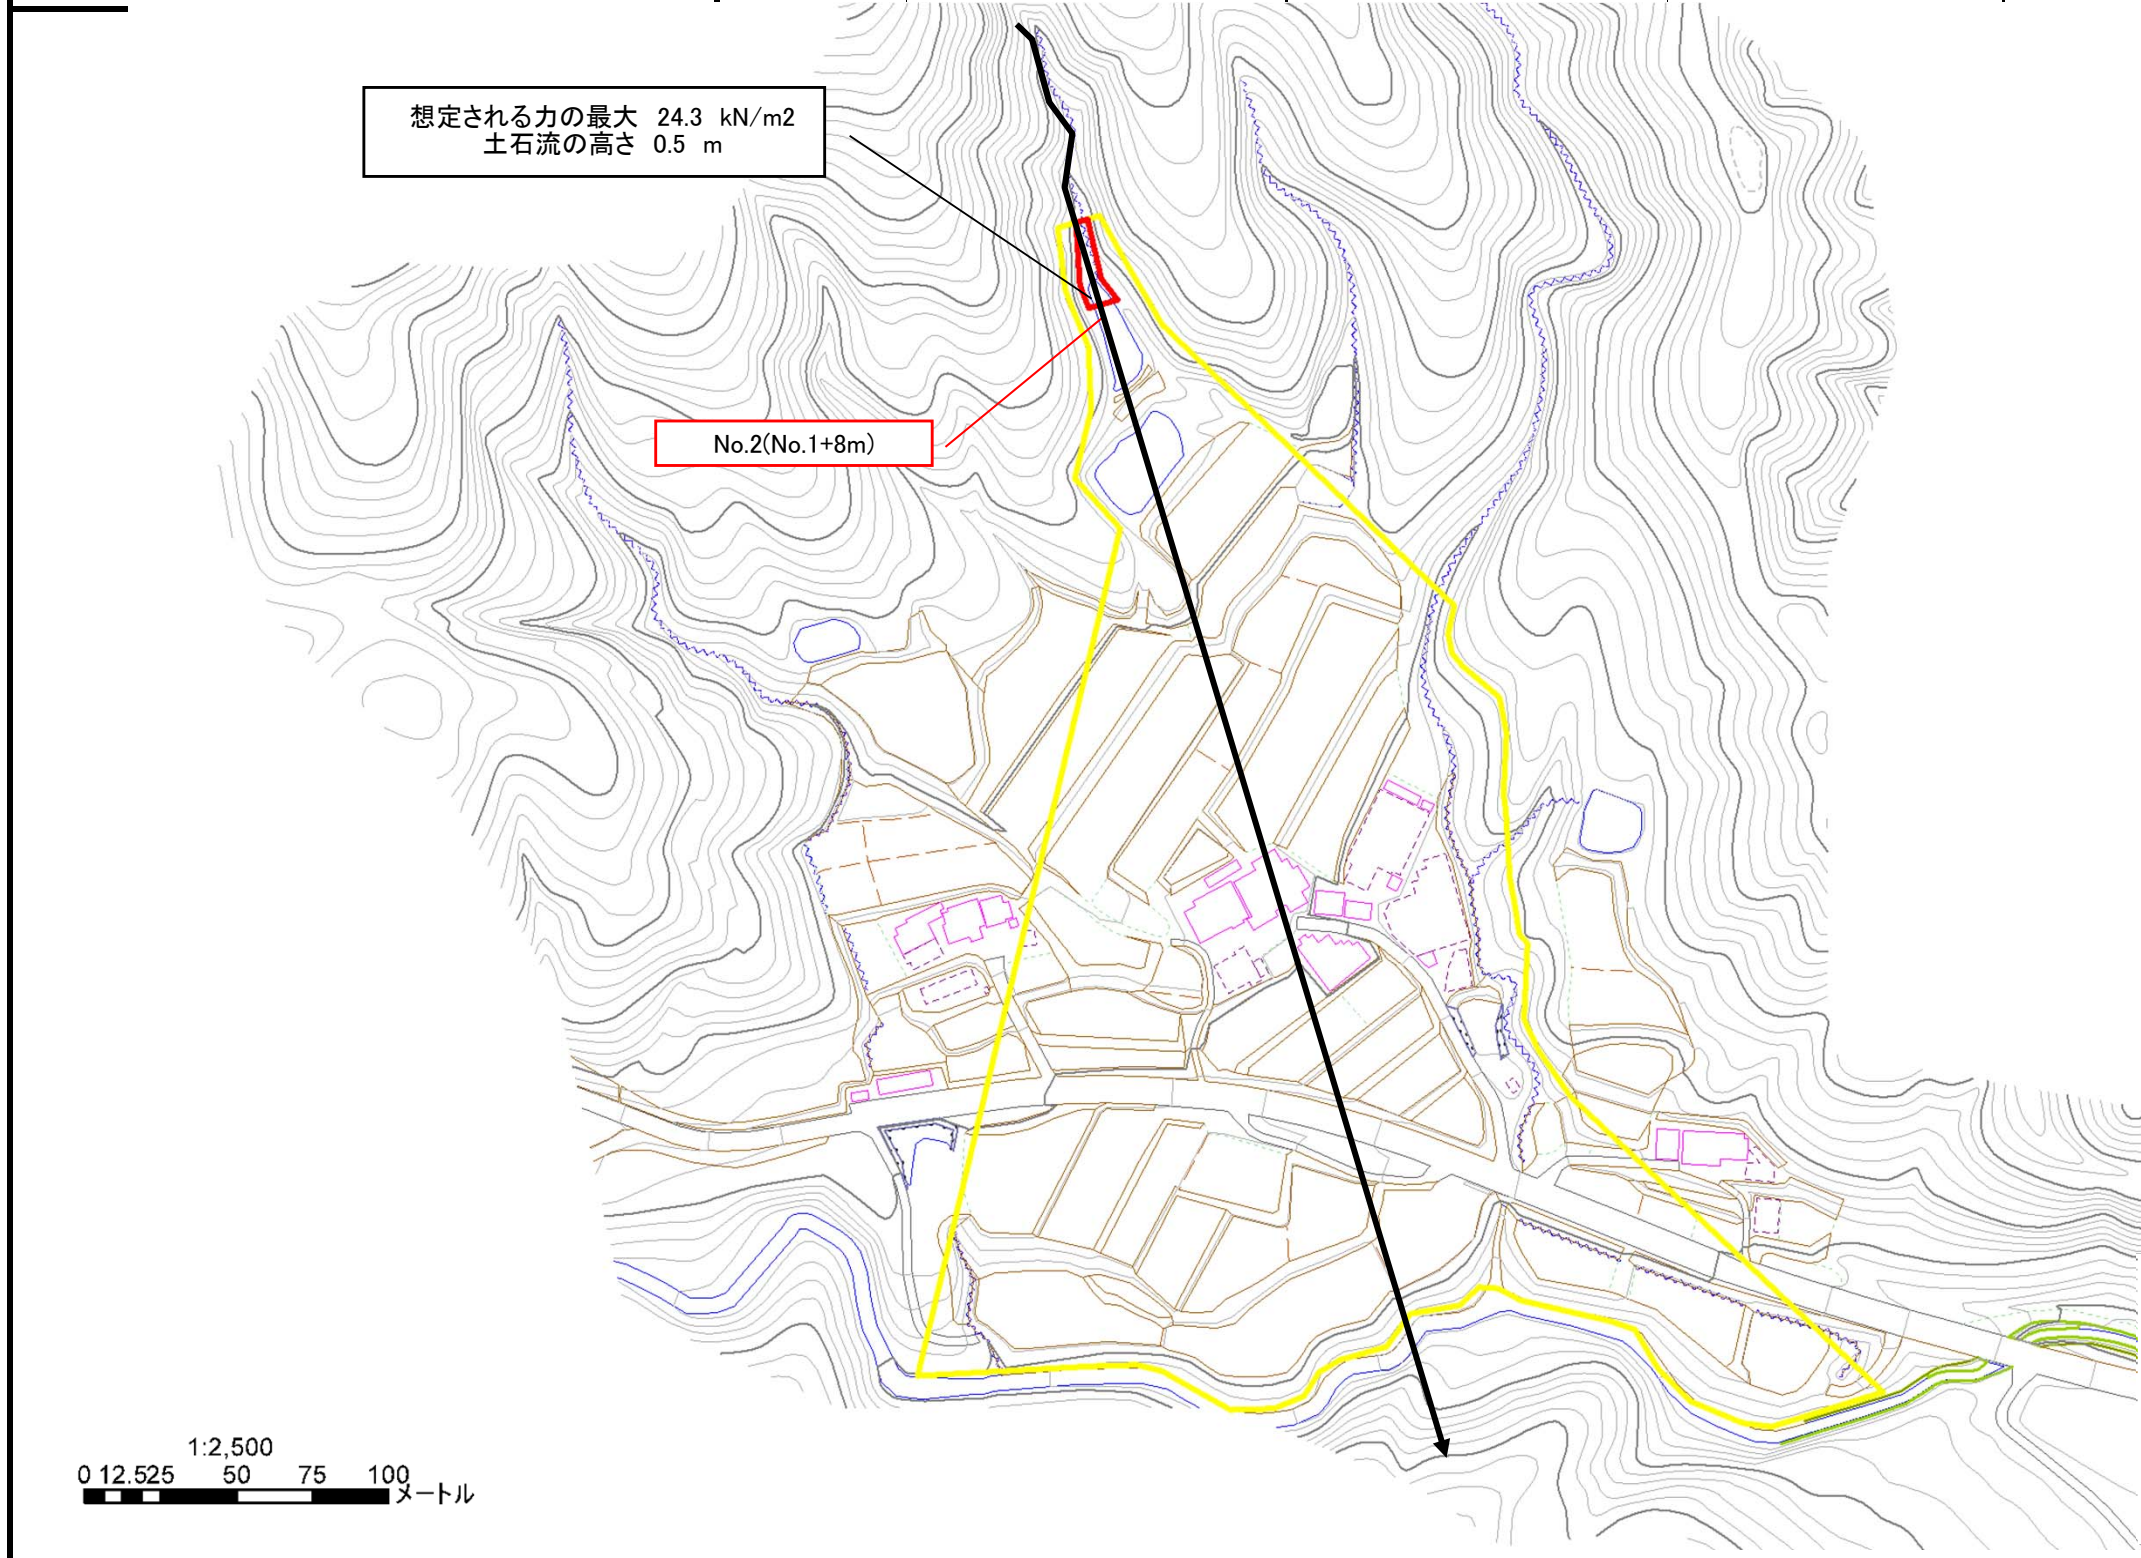 想定される力の最大 24.3 kN/m2
土石流の高さ 0.5 m
No.2(No.1+8m)
1:2,500
0 12.525 50 75 100
メートル